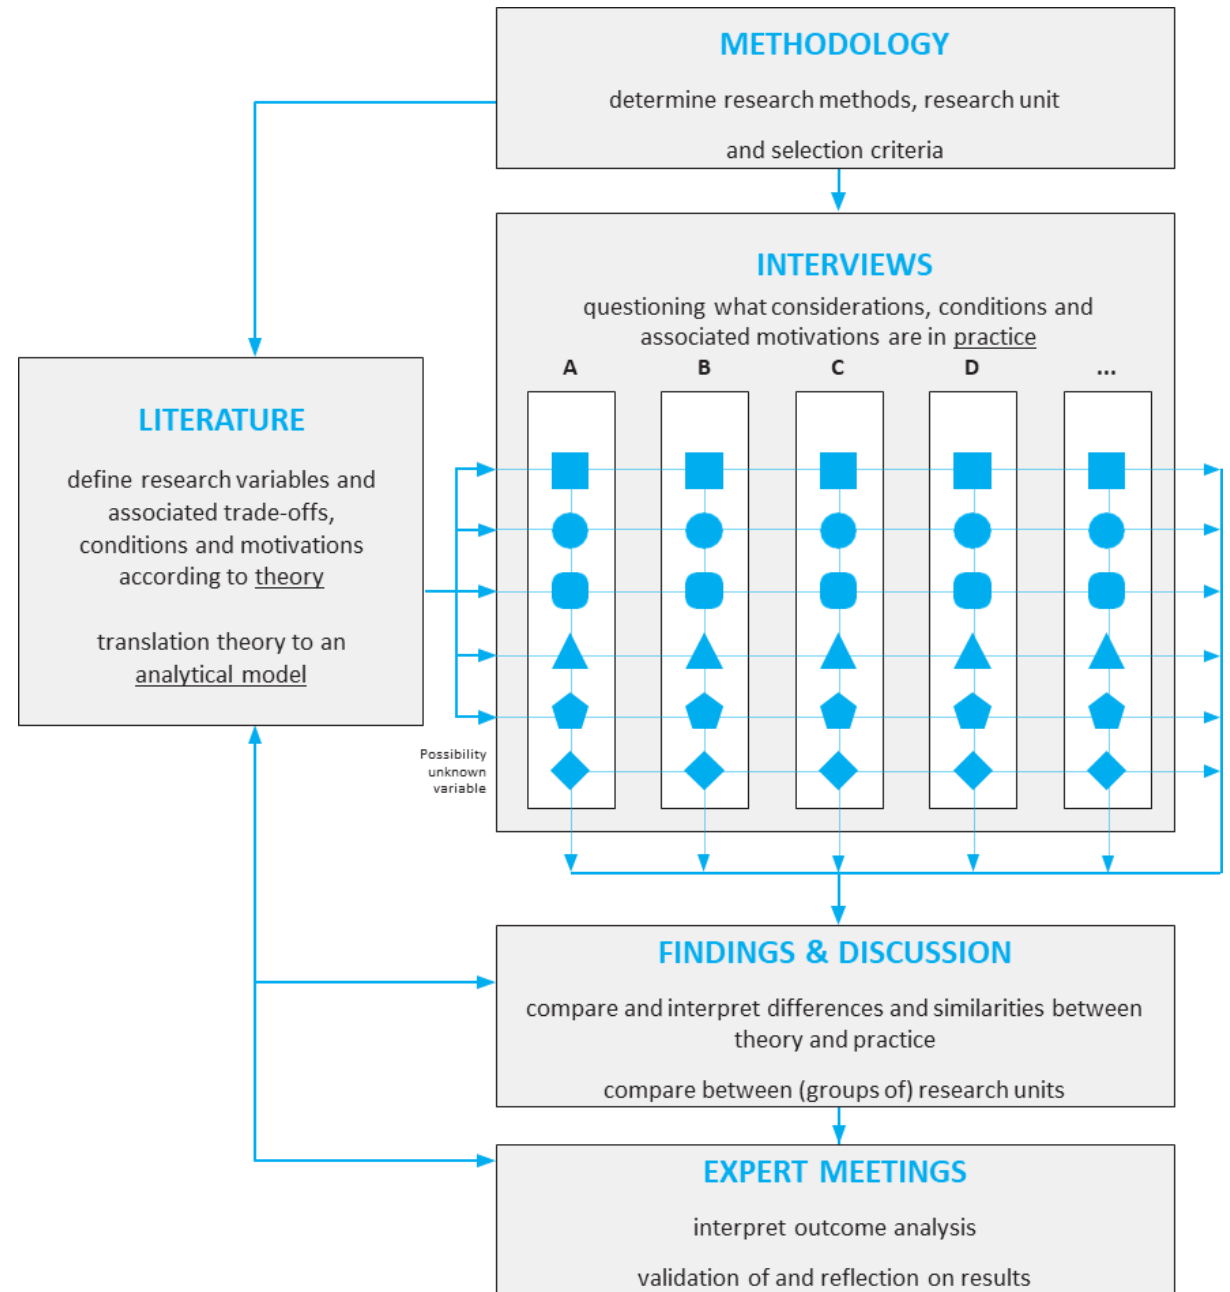 METHODOLOGY
determine research methods, research unit
and selection criteria
INTERVIEWS
questioning what considerations, conditions and
associated motivations are in practice
A B C D ...
LITERATURE
define research variables and
associated trade-offs,
conditions and motivations
according to theory
translation theory to an
analytical model
Possibility
unknown
variable
FINDINGS & DISCUSSION
compare and interpret differences and similarities between
theory and practice
compare between (groups of) research units
EXPERT MEETINGS
interpret outcome analysis
validation of and reflection on results